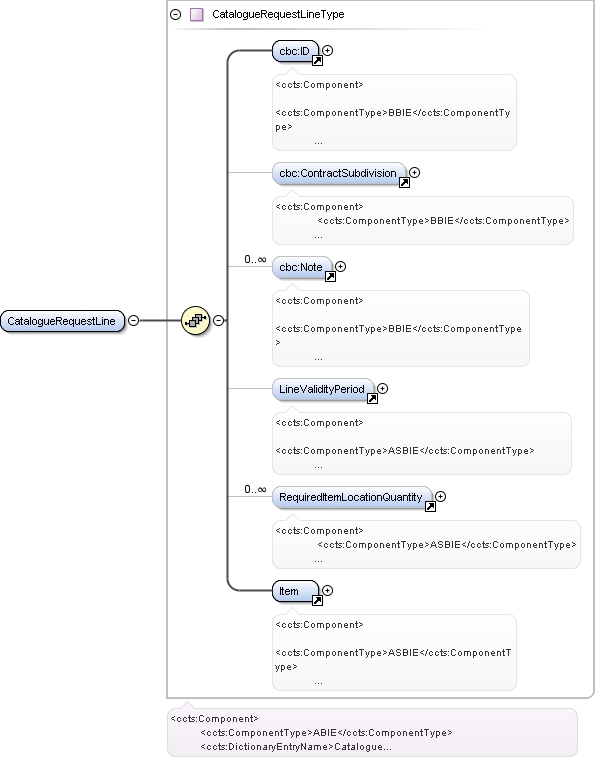 CatalogueRequestLineType
cbc:ID
<ccts:Component>
<ccts:ComponentType>BBIE</ccts:ComponentTy
pe>
...
cbc:ContractSubdivision
<ccts:Component>
<ccts:ComponentType>BBIE</ccts:ComponentType>
...
0..∞
cbc:Note
<ccts:Component>
<ccts:ComponentType>BBIE</ccts:ComponentType
>
...
CatalogueRequestLine
LineValidityPeriod
<ccts:Component>
<ccts:ComponentType>ASBIE</ccts:ComponentType>
...
0..∞
RequiredItemLocationQuantity
<ccts:Component>
<ccts:ComponentType>ASBIE</ccts:ComponentType>
...
Item
<ccts:Component>
<ccts:ComponentType>ASBIE</ccts:ComponentT
ype>
...
<ccts:Component>
<ccts:ComponentType>ABIE</ccts:ComponentType>
<ccts:DictionaryEntryName>Catalogue...